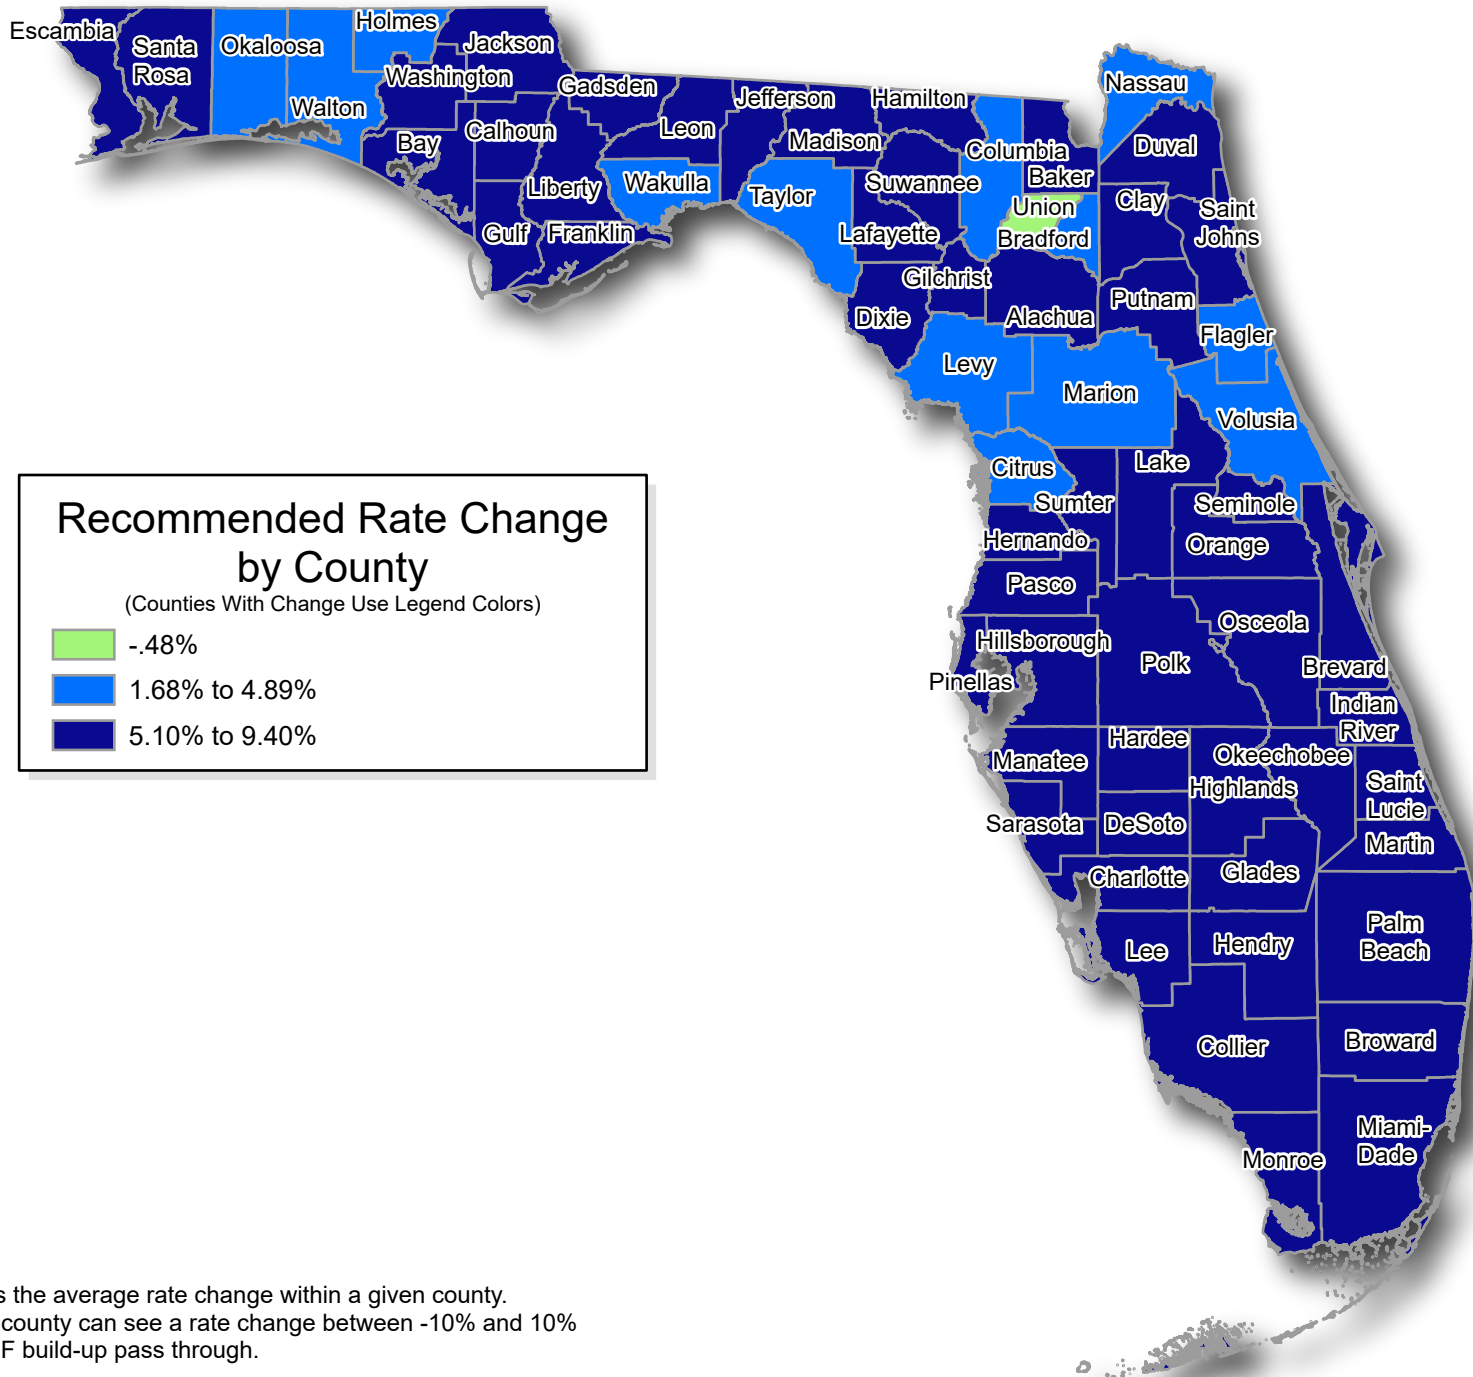 Escambia
Santa
Rosa
Okaloosa
Holmes
Walton
Jackson
Washington
Bay
Calhoun
Gadsden
Leon
Liberty
Gulf
Franklin
Wakulla
Jefferson
Madison
Hamilton
Taylor
Suwannee
Lafayette
Columbia
Baker
Nassau
Duval
Union
Bradford
Clay
Saint
Johns
Gilchrist
Dixie
Alachua
Putnam
Flagler
Levy
Marion
Volusia
Citrus
Lake
Sumter
Seminole
Hernando
Orange
Pasco
Osceola
Hillsborough
Polk
Pinellas
Brevard
Indian
River
Hardee
Manatee
Okeechobee
Highlands
Saint
Lucie
Sarasota
DeSoto
Martin
Charlotte
Glades
Lee
Hendry
Palm
Beach
Collier
Broward
Monroe
Miami-
Dade
Recommended Rate Change
by County
(Counties With Change Use Legend Colors)
-.48%
1.68% to 4.89%
5.10% to 9.40%
the average rate change within a given county.
county can see a rate change between -10% and 10%
F build-up pass through.